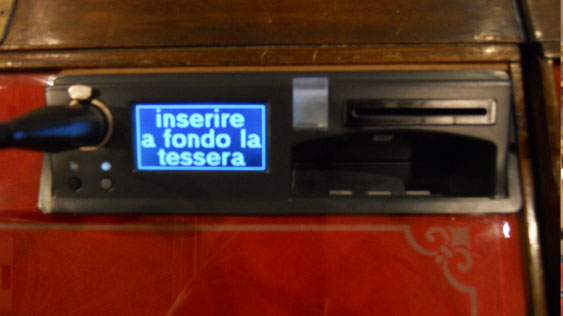 inserire
a fondo la
tessera